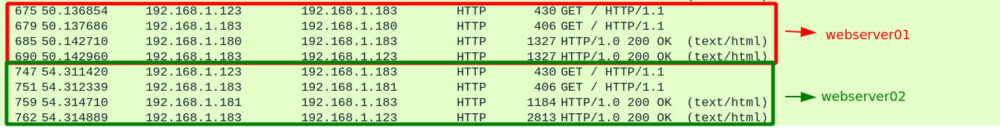 675 50.136854 192.168.1.123 192.168.1.183 HTTP 430 GET / HTTP/1.1
679 50.137686 192.168.1.183 192.168.1.180 HTTP 406 GET / HTTP/1.1
685 50.142710 192.168.1.180 192.168.1.183 HTTP 1327 HTTP/1.0 200 OK (text/html)
690 50.142960 192.168.1.183 192.168.1.123 HTTP 1327 HTTP/1.0 200 OK (text/html)
webserver01
747 54.311420 192.168.1.123 192.168.1.183 HTTP 430 GET / HTTP/1.1
751 54.312339 192.168.1.183 192.168.1.181 HTTP 406 GET / HTTP/1.1
759 54.314710 192.168.1.181 192.168.1.183 HTTP 1184 HTTP/1.0 200 OK (text/html)
762 54.314889 192.168.1.183 192.168.1.123 HTTP 2813 HTTP/1.0 200 OK (text/html)
webserver02